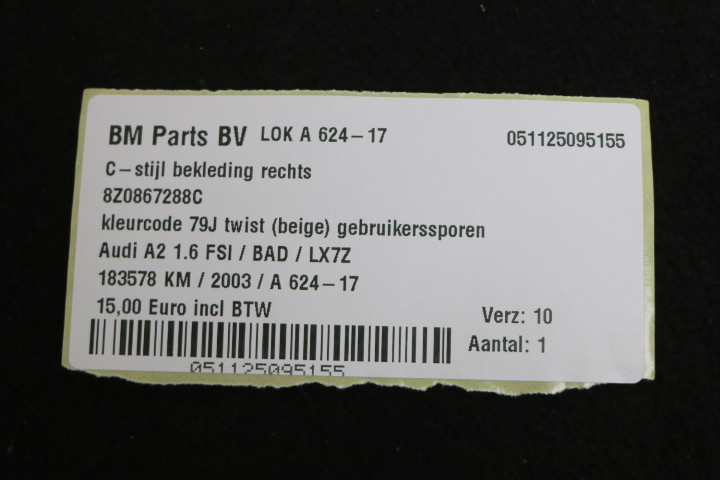 BM Parts BV LOK A 624-17 051125095155
C-stijl bekleding rechts
8Z0867288C
kleurcode 79J twist (beige) gebruikerssporen
Audi A2 1.6 FSI / BAD / LX7Z
183578 KM / 2003 / A 624-17
15,00 Euro incl BTW Verz: 10
Aantal: 1
051125095155